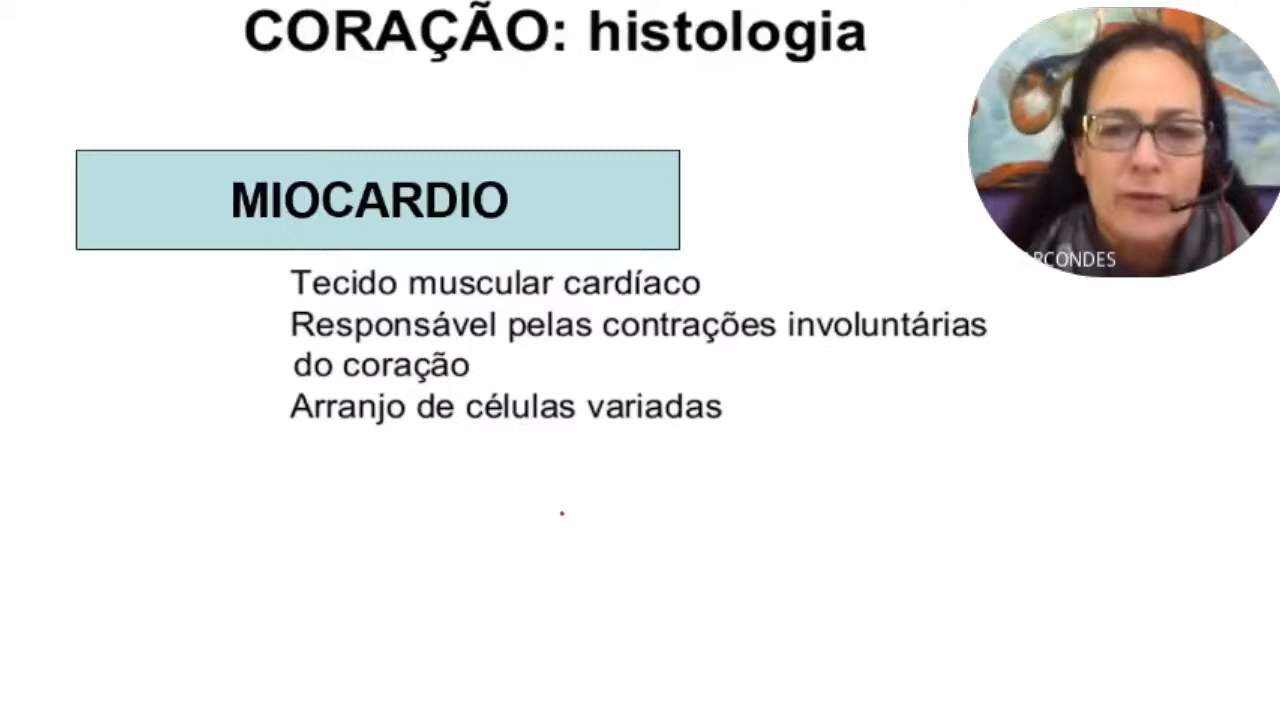 CORAÇÃO: histologia
MIOCARDIO
Tecido muscular cardíaco
Responsável pelas contrações involuntárias
do coração
Arranjo de células variadas